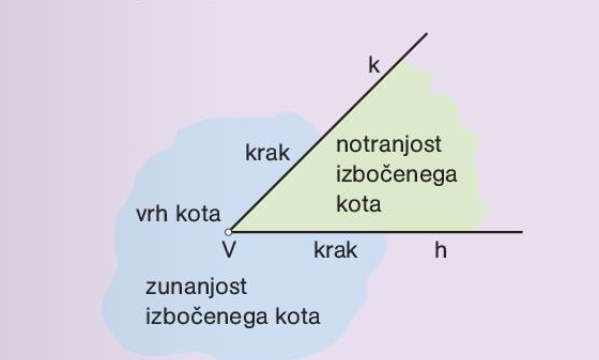 k
krak
notranjost
izbočenega
kota
vrh kota
V
krak
h
zunanjost
izbočenega kota